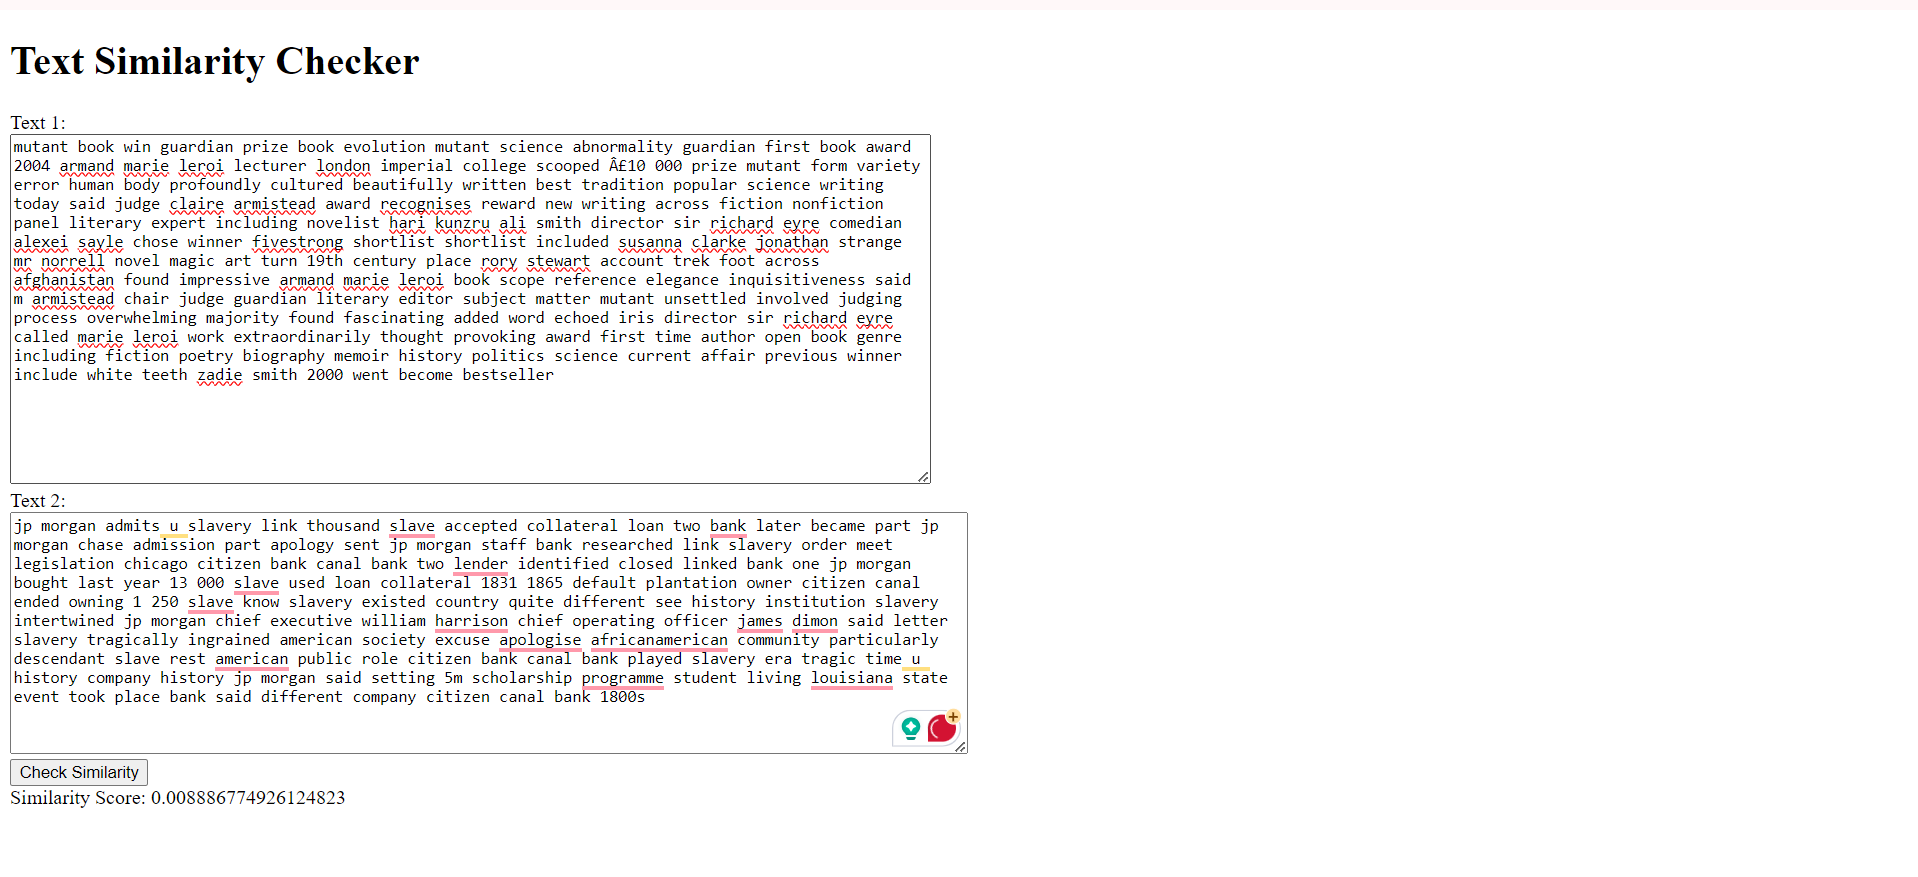 Text Similarity Checker
Text 1:
mutant book win guardian prize book evolution mutant science abnormality guardian first book award
2004 armand marie leroi lecturer london imperial college scooped Â£10 000 prize mutant form variety
error human body profoundly cultured beautifully written best tradition popular science writing
today said judge claire armistead award recognises reward new writing across fiction nonfiction
panel literary expert including novelist hari kunzru ali smith director sir richard eyre comedian
alexei sayle chose winner fivestrong shortlist shortlist included susanna clarke jonathan strange
mr norrell novel magic art turn 19th century place rory stewart account trek foot across
afghanistan found impressive armand marie leroi book scope reference elegance inquisitiveness said
m armistead chair judge guardian literary editor subject matter mutant unsettled involved judging
process overwhelming majority found fascinating added word echoed iris director sir richard eyre
called marie leroi work extraordinarily thought provoking award first time author open book genre
including fiction poetry biography memoir history politics science current affair previous winner
include white teeth zadie smith 2000 went become bestseller
Text 2:
jp morgan admits u slavery link thousand slave accepted collateral loan two bank later became part jp
morgan chase admission part apology sent jp morgan staff bank researched link slavery order meet
legislation chicago citizen bank canal bank two lender identified closed linked bank one jp morgan
bought last year 13 000 slave used loan collateral 1831 1865 default plantation owner citizen canal
ended owning 1 250 slave know slavery existed country quite different see history institution slavery
intertwined jp morgan chief executive william harrison chief operating officer james dimon said letter
slavery tragically ingrained american society excuse apologise africanamerican community particularly
descendant slave rest american public role citizen bank canal bank played slavery era tragic time u
history company history jp morgan said setting 5m scholarship programme student living louisiana state
event took place bank said different company citizen canal bank 1800s
Check Similarity
Similarity Score: 0.008886774926124823